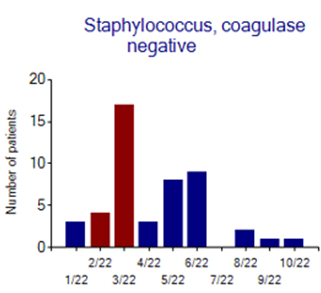 Staphylococcus, coagulase
negative
Number of patients
20
15
10
5
0
2/22 4/22 6/22 8/22 10/22
1/22 3/22 5/22 7/22 9/22